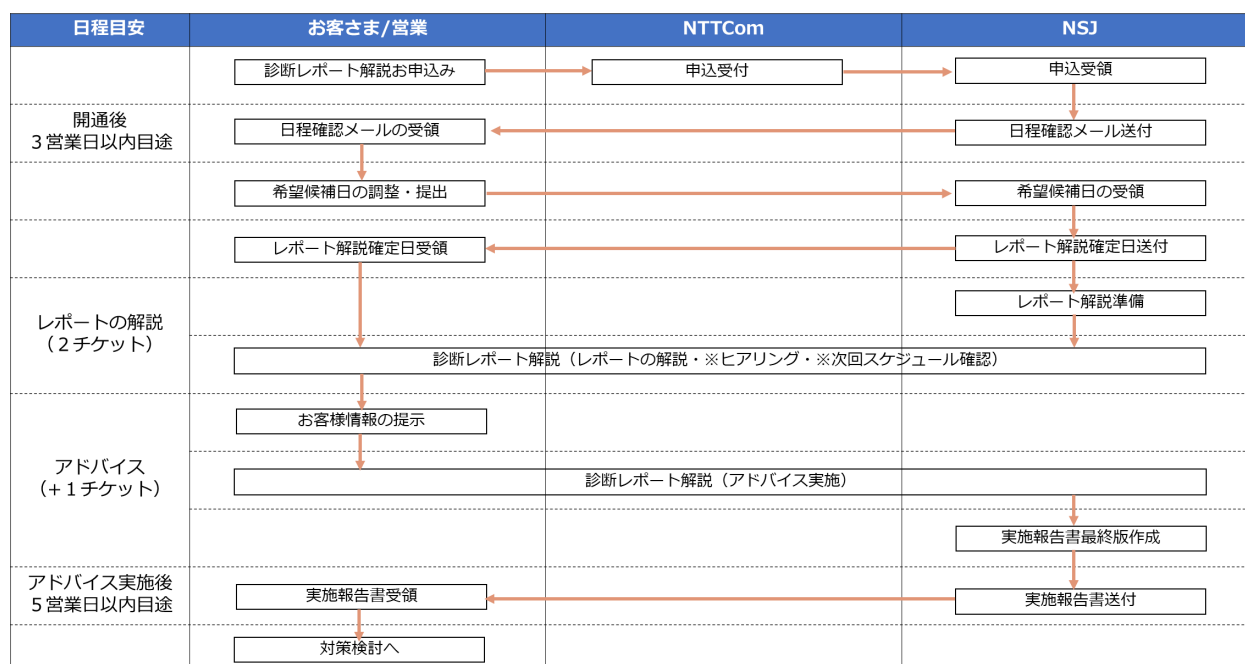 日程目安
お客さま/営業
NTTCom
NSJ
診断レポート解説お申込み
申込受付
申込受領
開通後
３営業日以内目途
日程確認メールの受領
日程確認メール送付
希望候補日の調整・提出
希望候補日の受領
レポート解説確定日受領
レポート解説確定日送付
レポートの解説
（２チケット）
レポート解説準備
診断レポート解説（レポートの解説・※ヒアリング・※次回スケジュール確認）
アドバイス
（+１チケット）
お客様情報の提示
診断レポート解説（アドバイス実施）
実施報告書最終版作成
アドバイス実施後
５営業日以内目途
実施報告書受領
実施報告書送付
対策検討へ